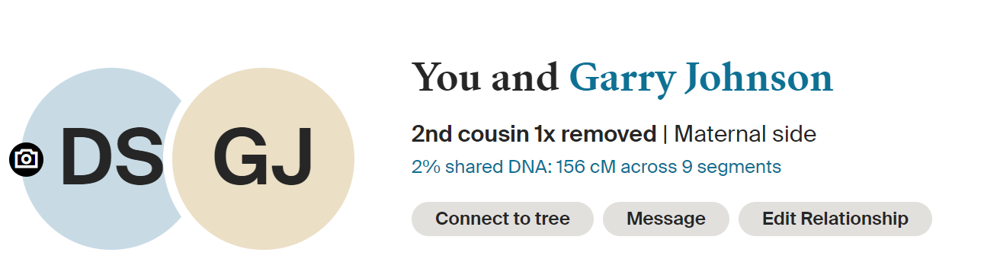 DS
GJ
You and Garry Johnson
2nd cousin 1x removed | Maternal side
2% shared DNA: 156 cM across 9 segments
Connect to tree
Message
Edit Relationship